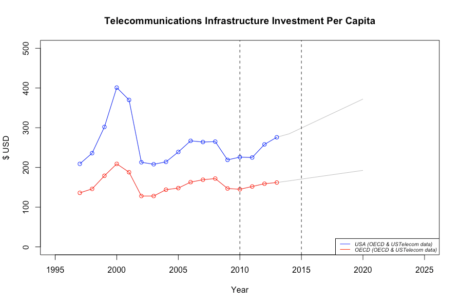 Telecommunications Infrastructure Investment Per Capita
$ USD
500
400
300
200
100
0
1995 2000 2005 2010 2015 2020 2025
Year
USA (OECD & USTelecom data)
OECD (OECD & USTelecom data)